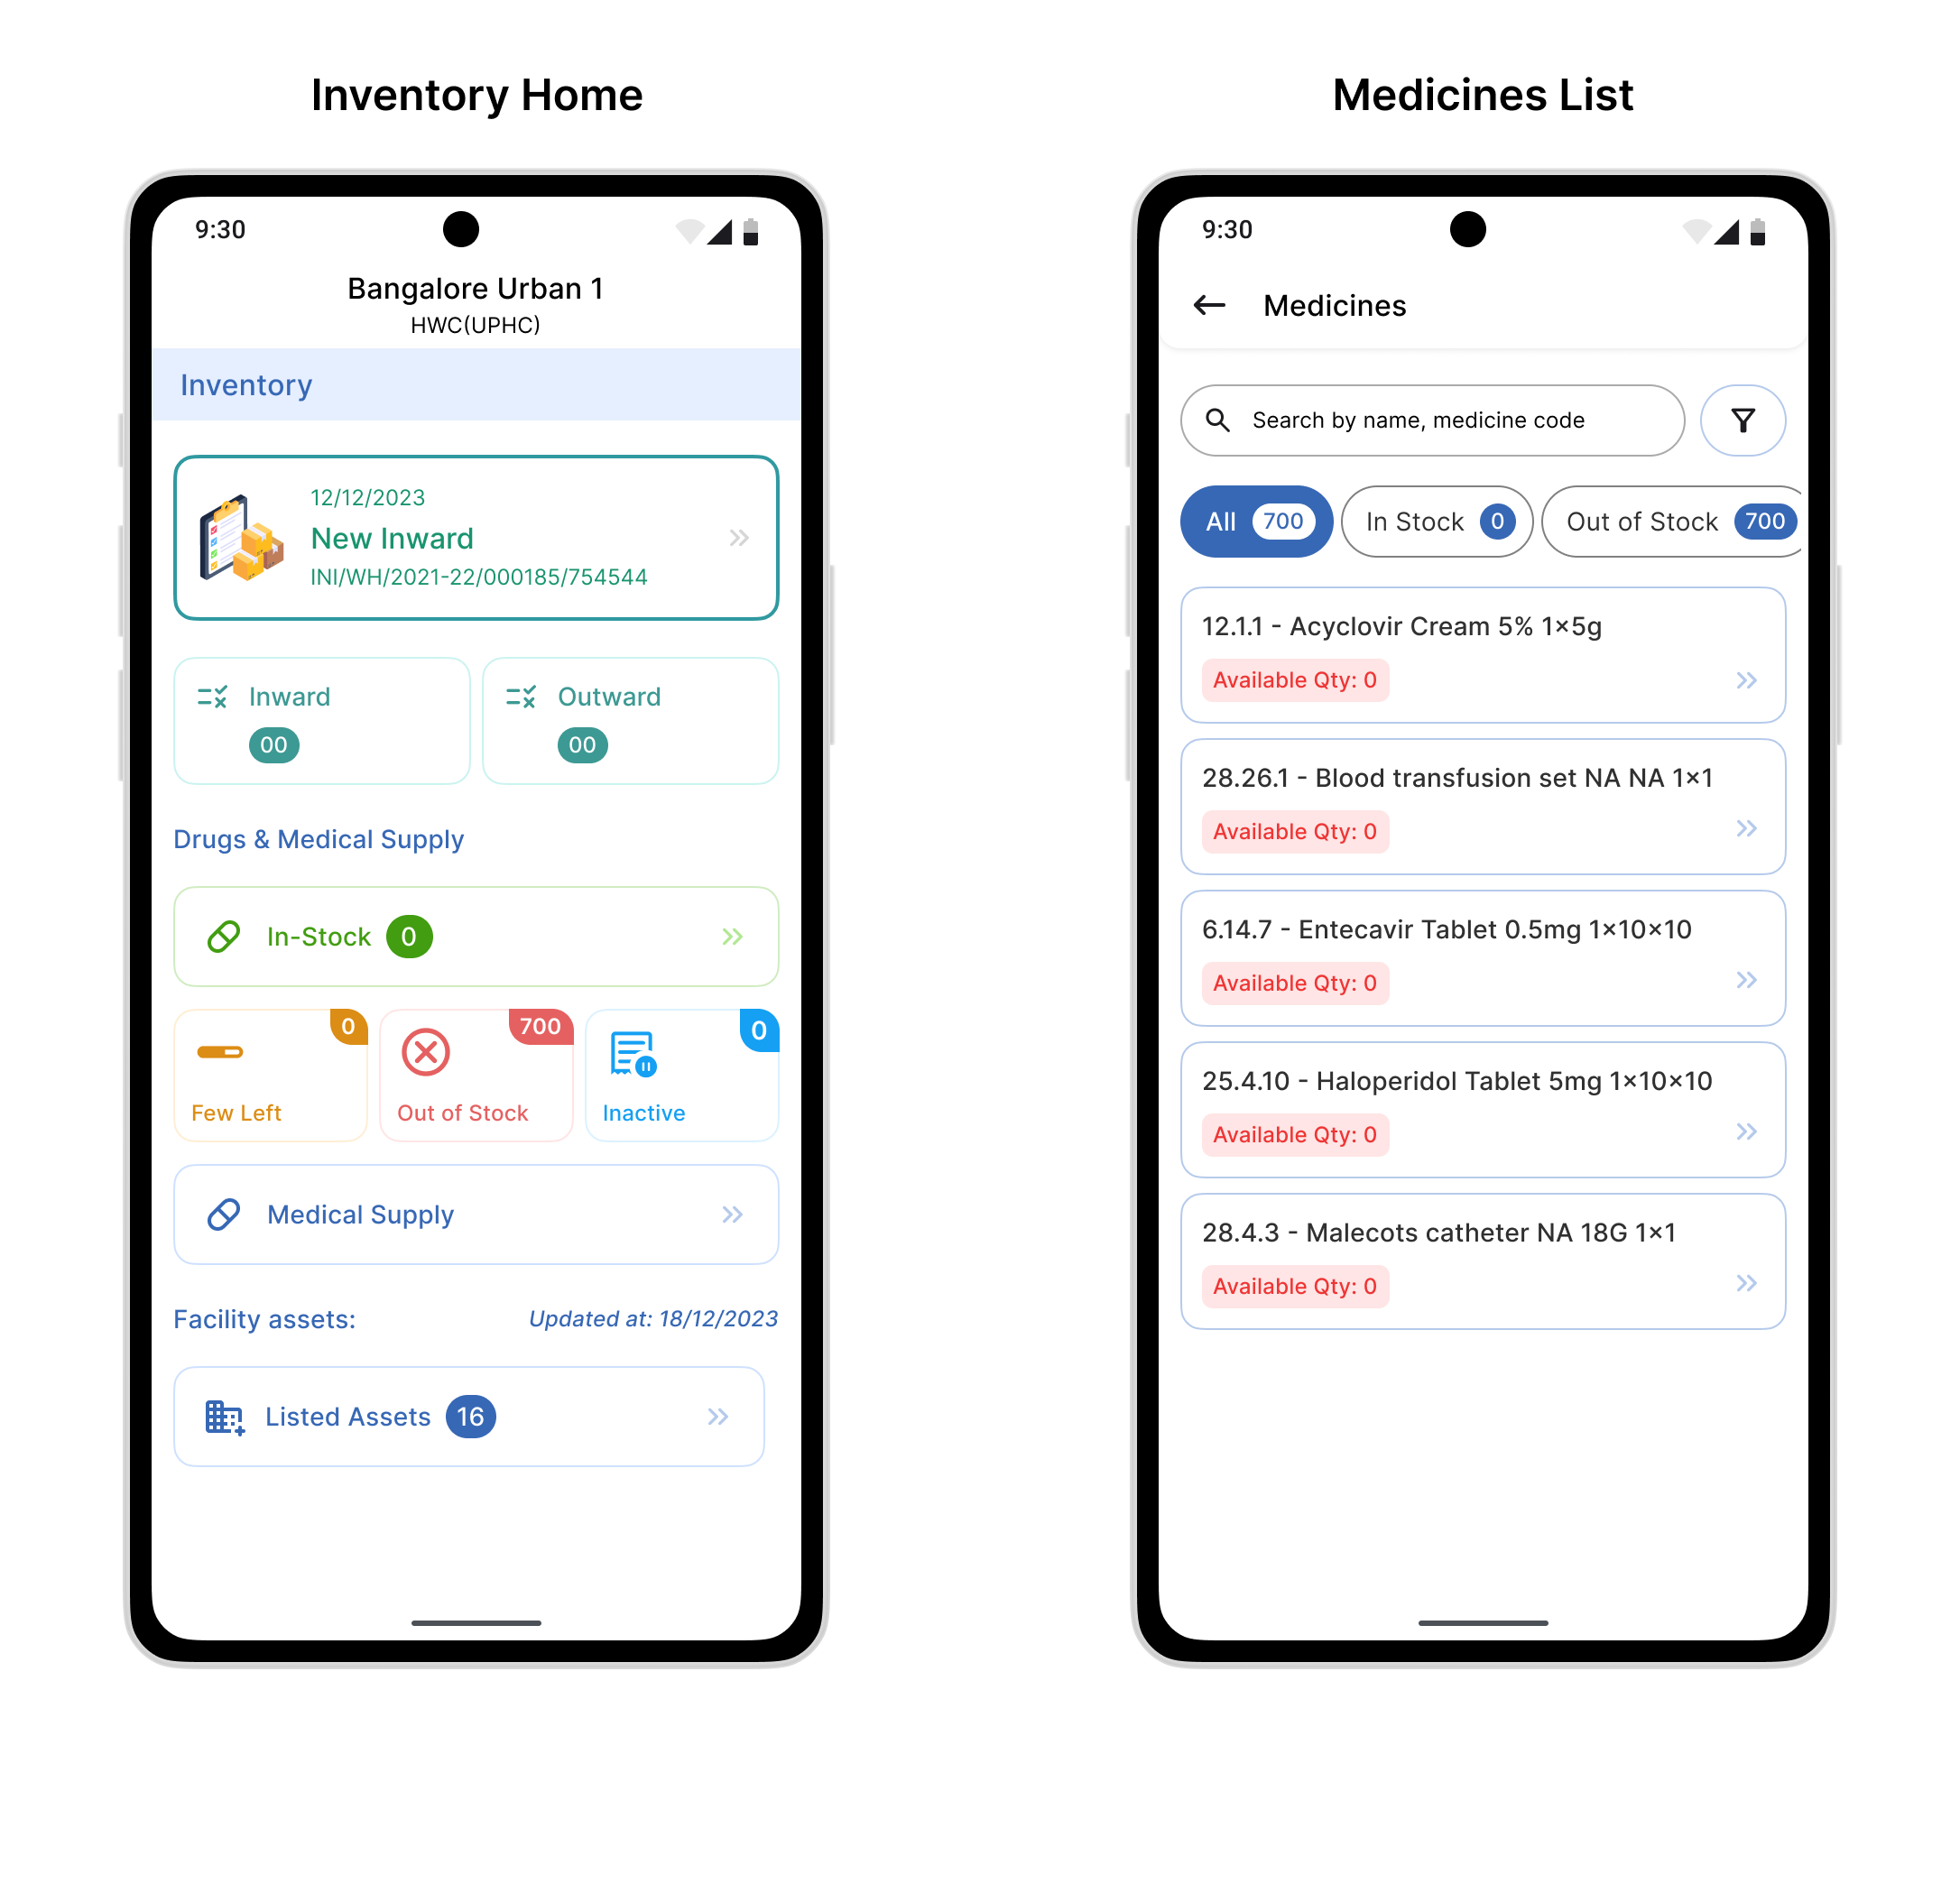 Inventory Home
9:30
Bangalore Urban 1
HWC(UPHC)
Inventory
12/12/2023
New Inward
INI/WH/2021-22/000185/754544
Inward
00
Outward
00
Drugs & Medical Supply
In-Stock 0
0
Few Left
700
Out of Stock
0
Inactive
Medical Supply
Facility assets: Updated at: 18/12/2023
Listed Assets 16
Medicines List
9:30
Medicines
Search by name, medicine code
All 700 In Stock 0 Out of Stock 700
12.1.1 - Acyclovir Cream 5% 1×5g
Available Qty: 0
28.26.1 - Blood transfusion set NA NA 1×1
Available Qty: 0
6.14.7 - Entecavir Tablet 0.5mg 1×10×10
Available Qty: 0
25.4.10 - Haloperidol Tablet 5mg 1×10×10
Available Qty: 0
28.4.3 - Malecots catheter NA 18G 1×1
Available Qty: 0